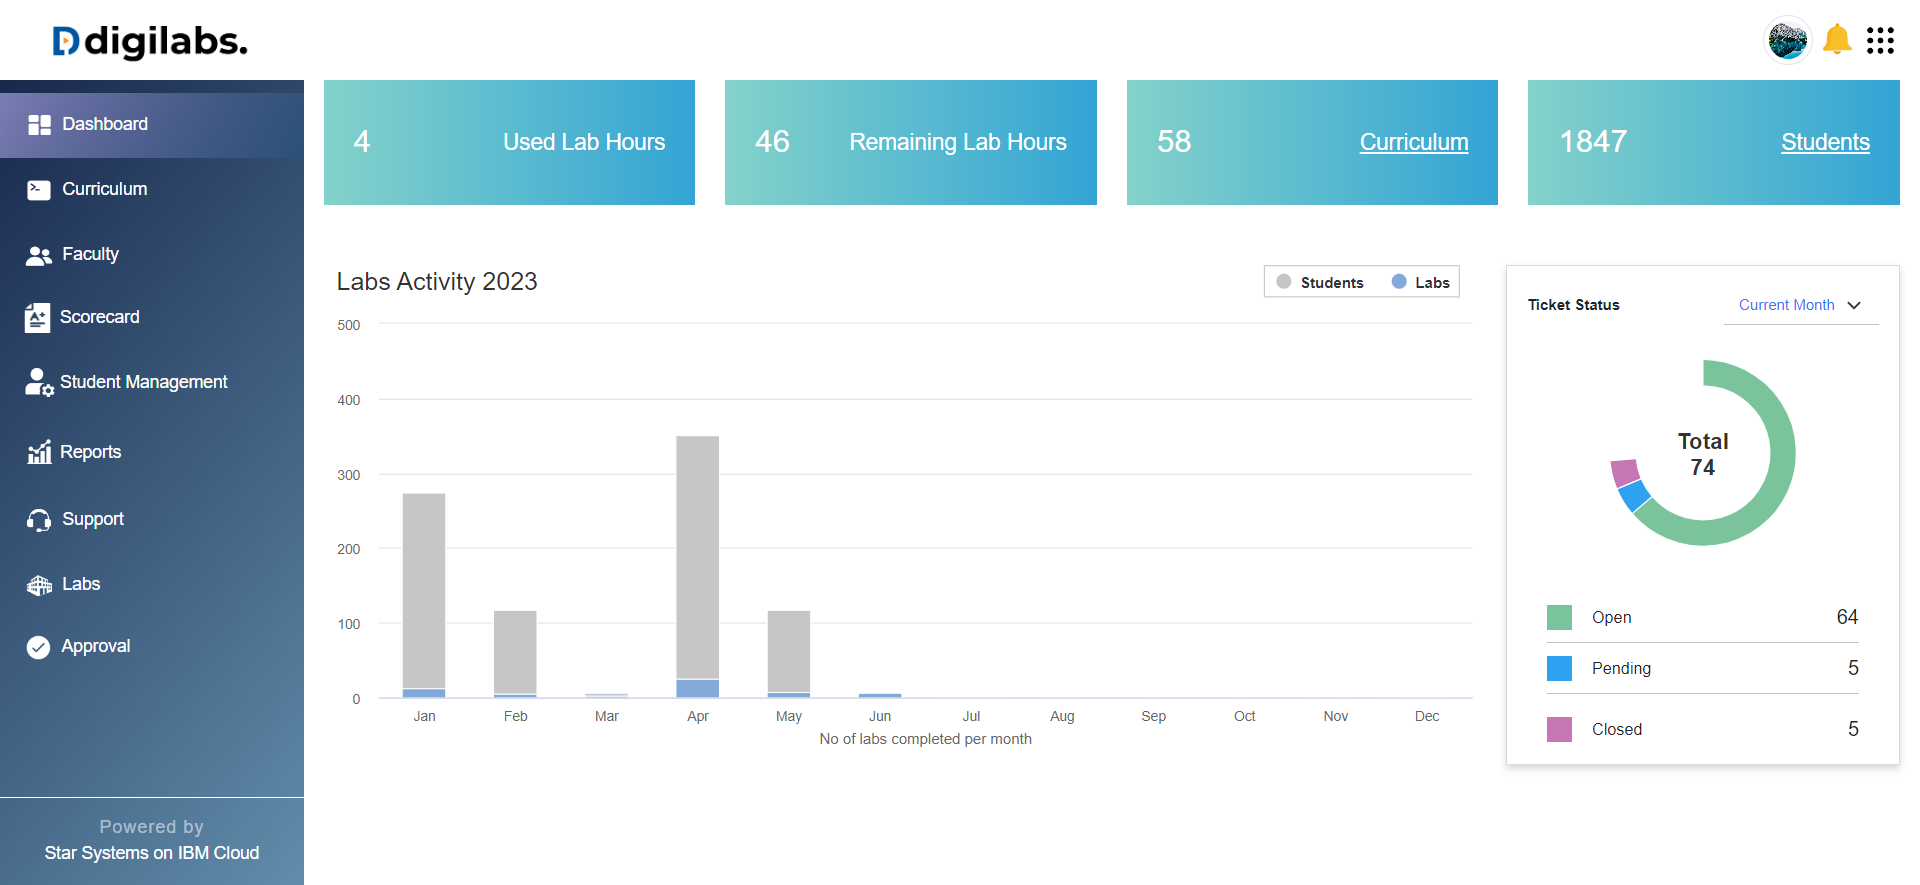 digilabs.
Dashboard
Curriculum
Faculty
Scorecard
Student Management
Reports
Support
Labs
Approval
Powered by
Star Systems on IBM Cloud
4 Used Lab Hours
46 Remaining Lab Hours
58 Curriculum
1847 Students
Labs Activity 2023
Students Labs
500
400
300
200
100
0
Jan Feb Mar Apr May Jun Jul Aug Sep Oct Nov Dec
No of labs completed per month
Ticket Status Current Month
Total
74
Open 64
Pending 5
Closed 5